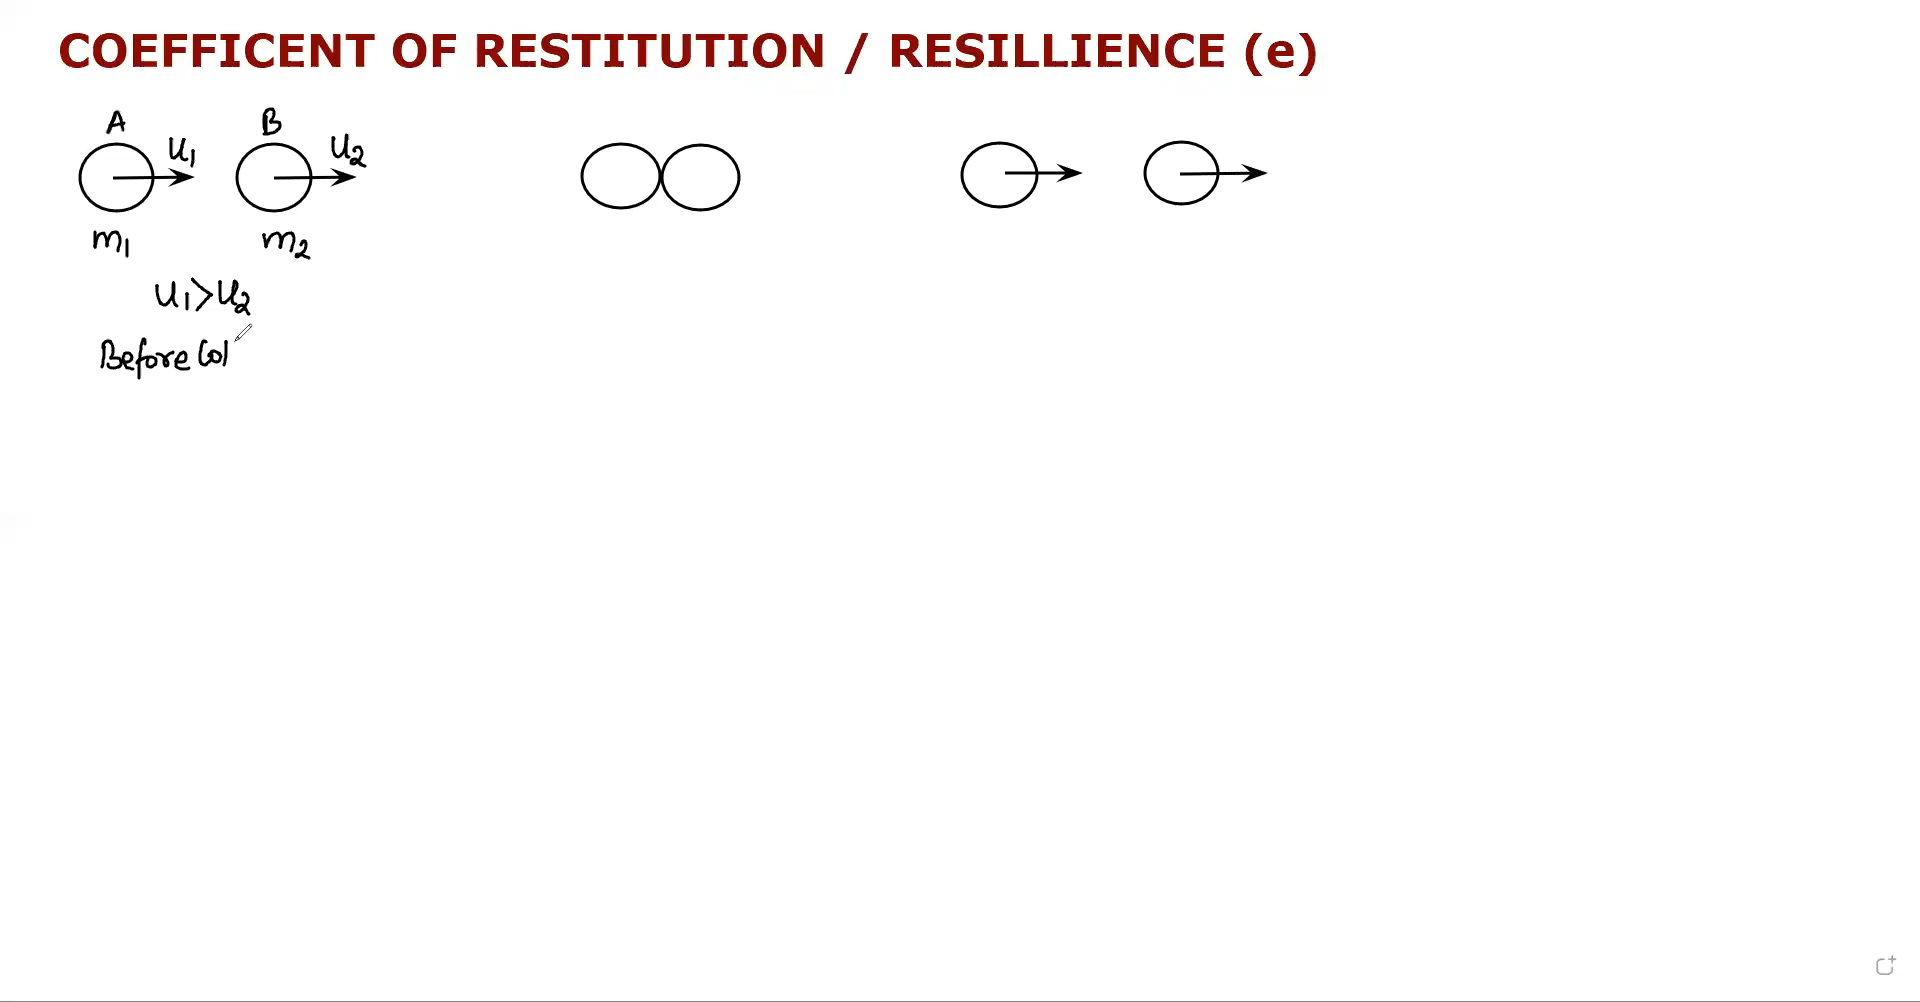 COEFFICENT OF RESTITUTION / RESILLIENCE (e)
A B
u₁ u₂
m₁ m₂
u₁>u₂
Before Col